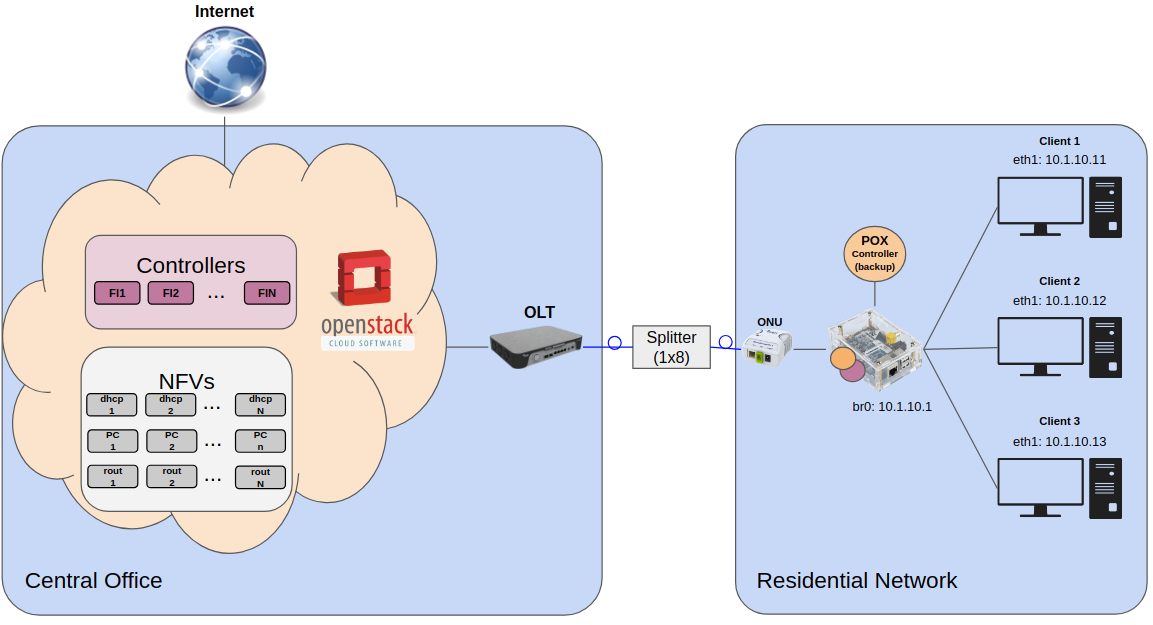 Internet
Controllers
FI1 FI2 ... FIN
openstack
CLOUD SOFTWARE
NFVs
dhcp 1 dhcp 2 ... dhcp N
PC 1 PC 2 ... PC n
rout 1 rout 2 ... rout N
Central Office
OLT
Splitter
(1x8)
ONU
POX
Controller
(backup)
br0: 10.1.10.1
Client 1
eth1: 10.1.10.11
Client 2
eth1: 10.1.10.12
Client 3
eth1: 10.1.10.13
Residential Network